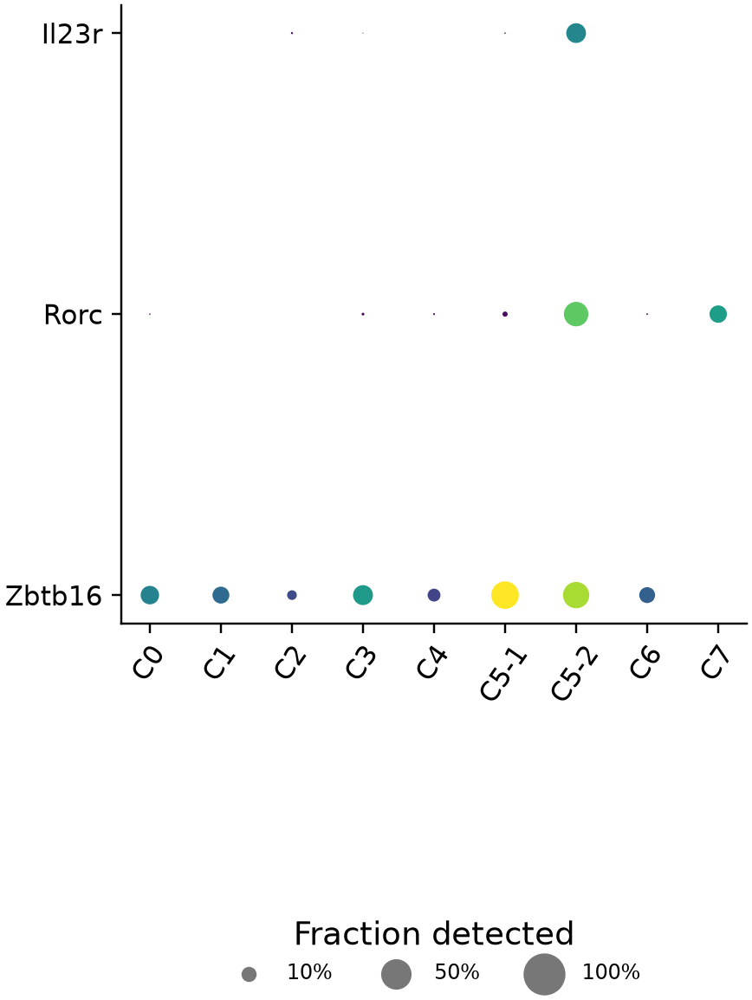 Il23r
Rorc
Zbtb16
C0 C1 C2 C3 C4 C5-1 C5-2 C6 C7
Fraction detected
10% 50% 100%